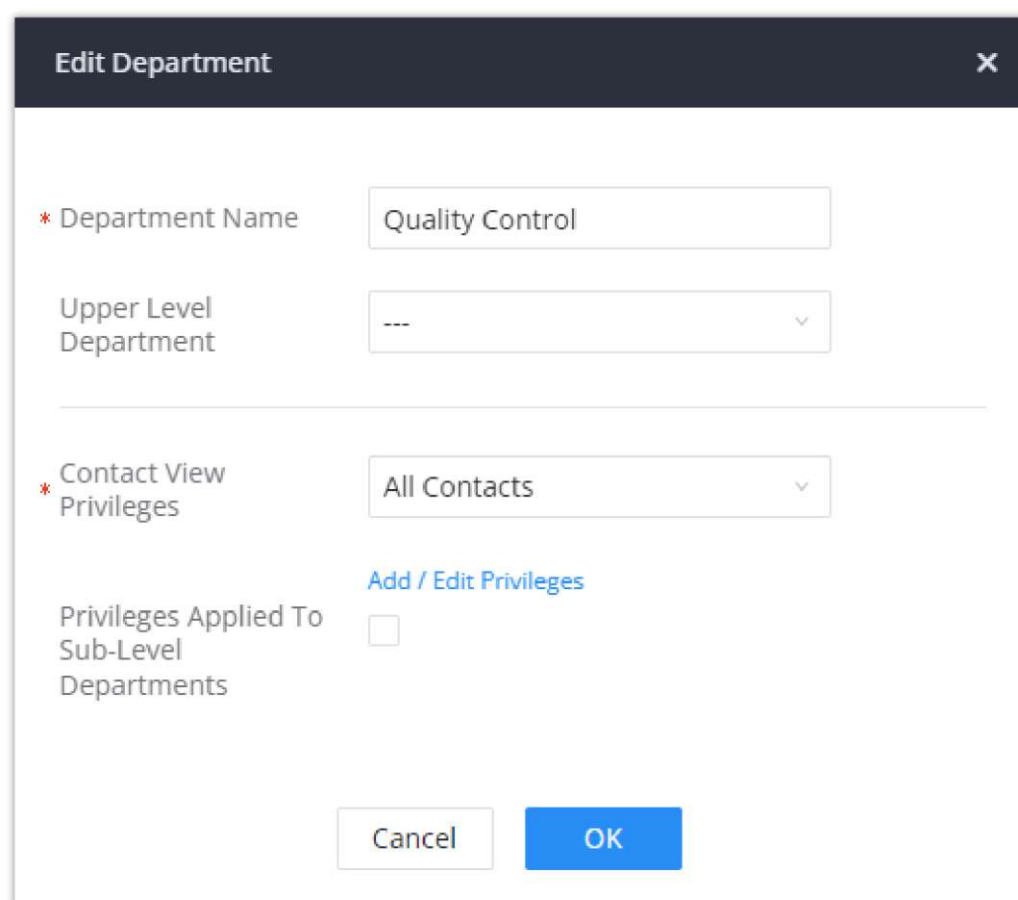 Edit Department ×
* Department Name
Quality Control
Upper Level
Department
---
* Contact View
Privileges
All Contacts
Add / Edit Privileges
Privileges Applied To
Sub-Level
Departments
Cancel
OK